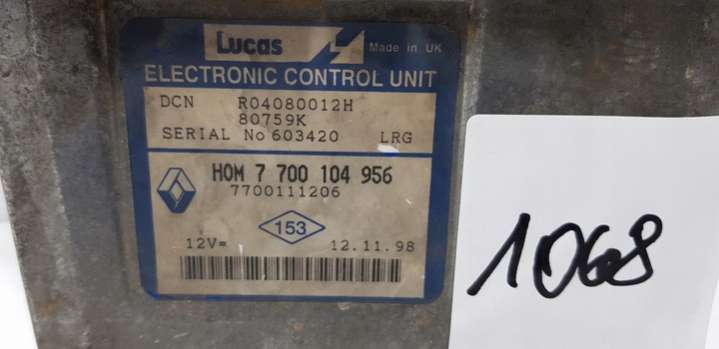 Lucas Made in UK
ELECTRONIC CONTROL UNIT
DCN R04080012H
80759K
SERIAL No 603420 LRG
HOM 7 700 104 956
7700111206
153
12V= 12.11.98
1068